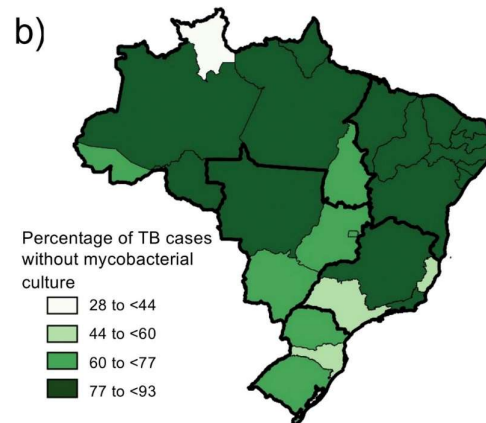 b)
Percentage of TB cases
without mycobacterial
culture
28 to <44
44 to <60
60 to <77
77 to <93